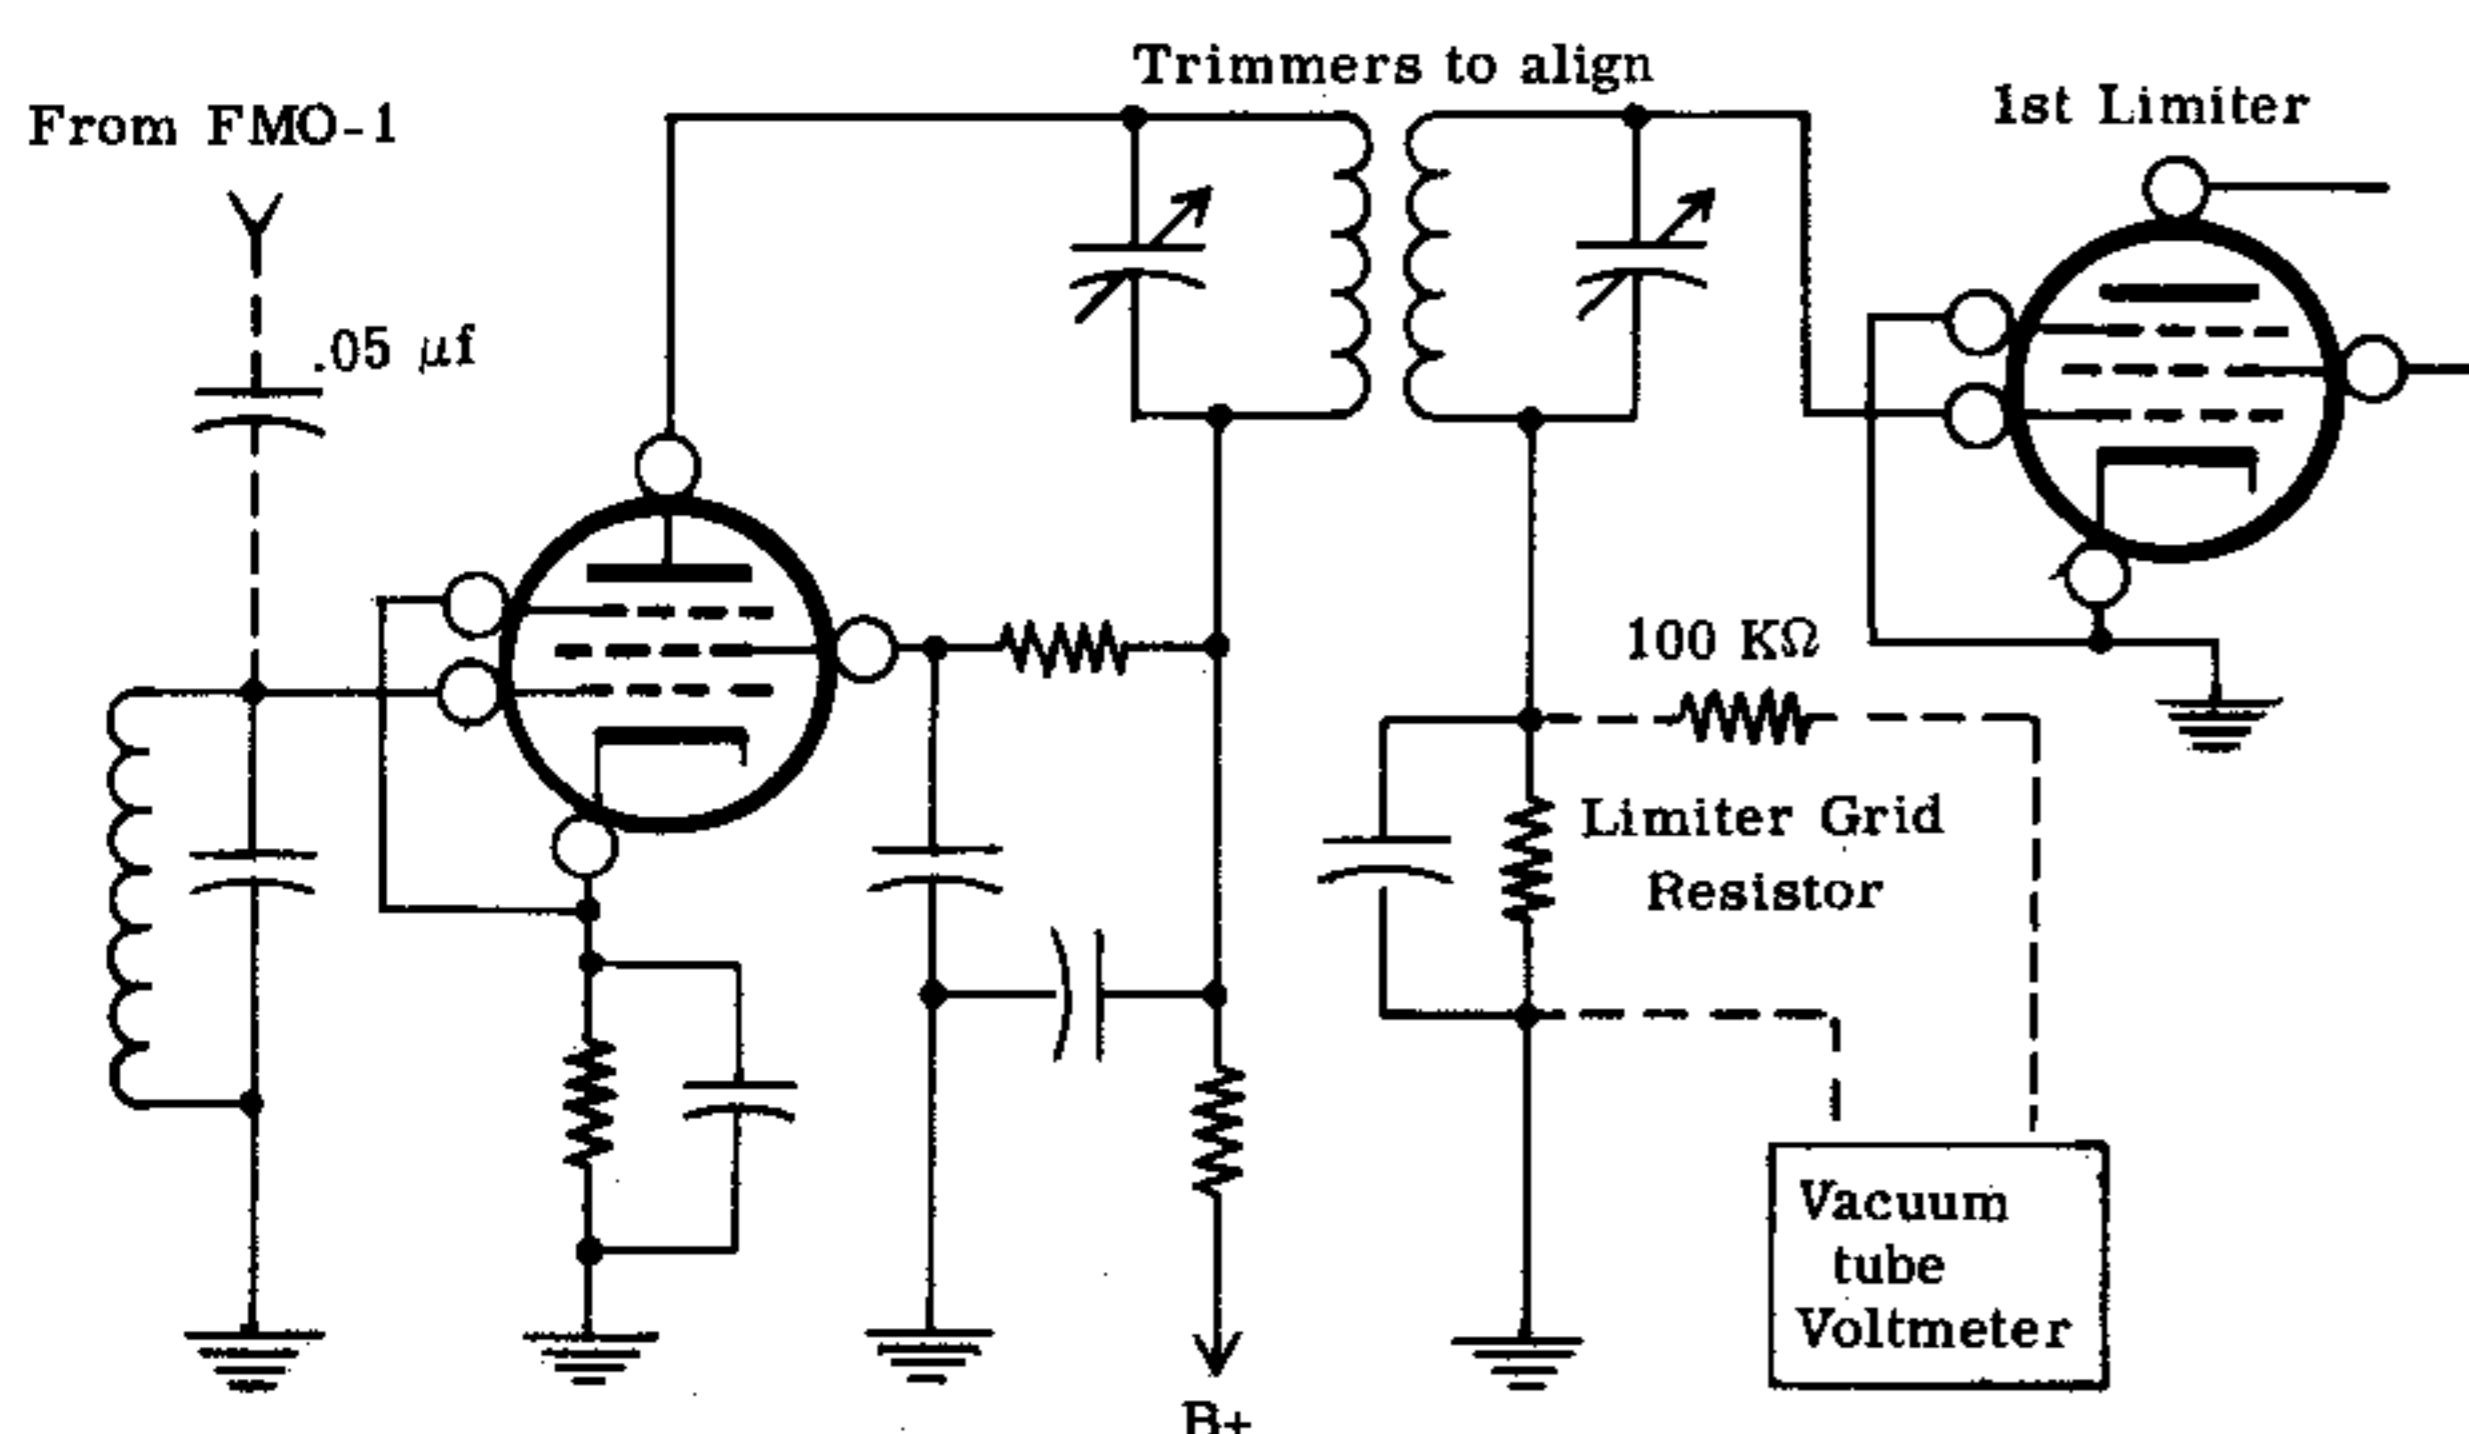 Trimmers to align
From FMO-1
1st Limiter
.05 μf
100 KΩ
Limiter Grid
Resistor
Vacuum
tube
Voltmeter
B+